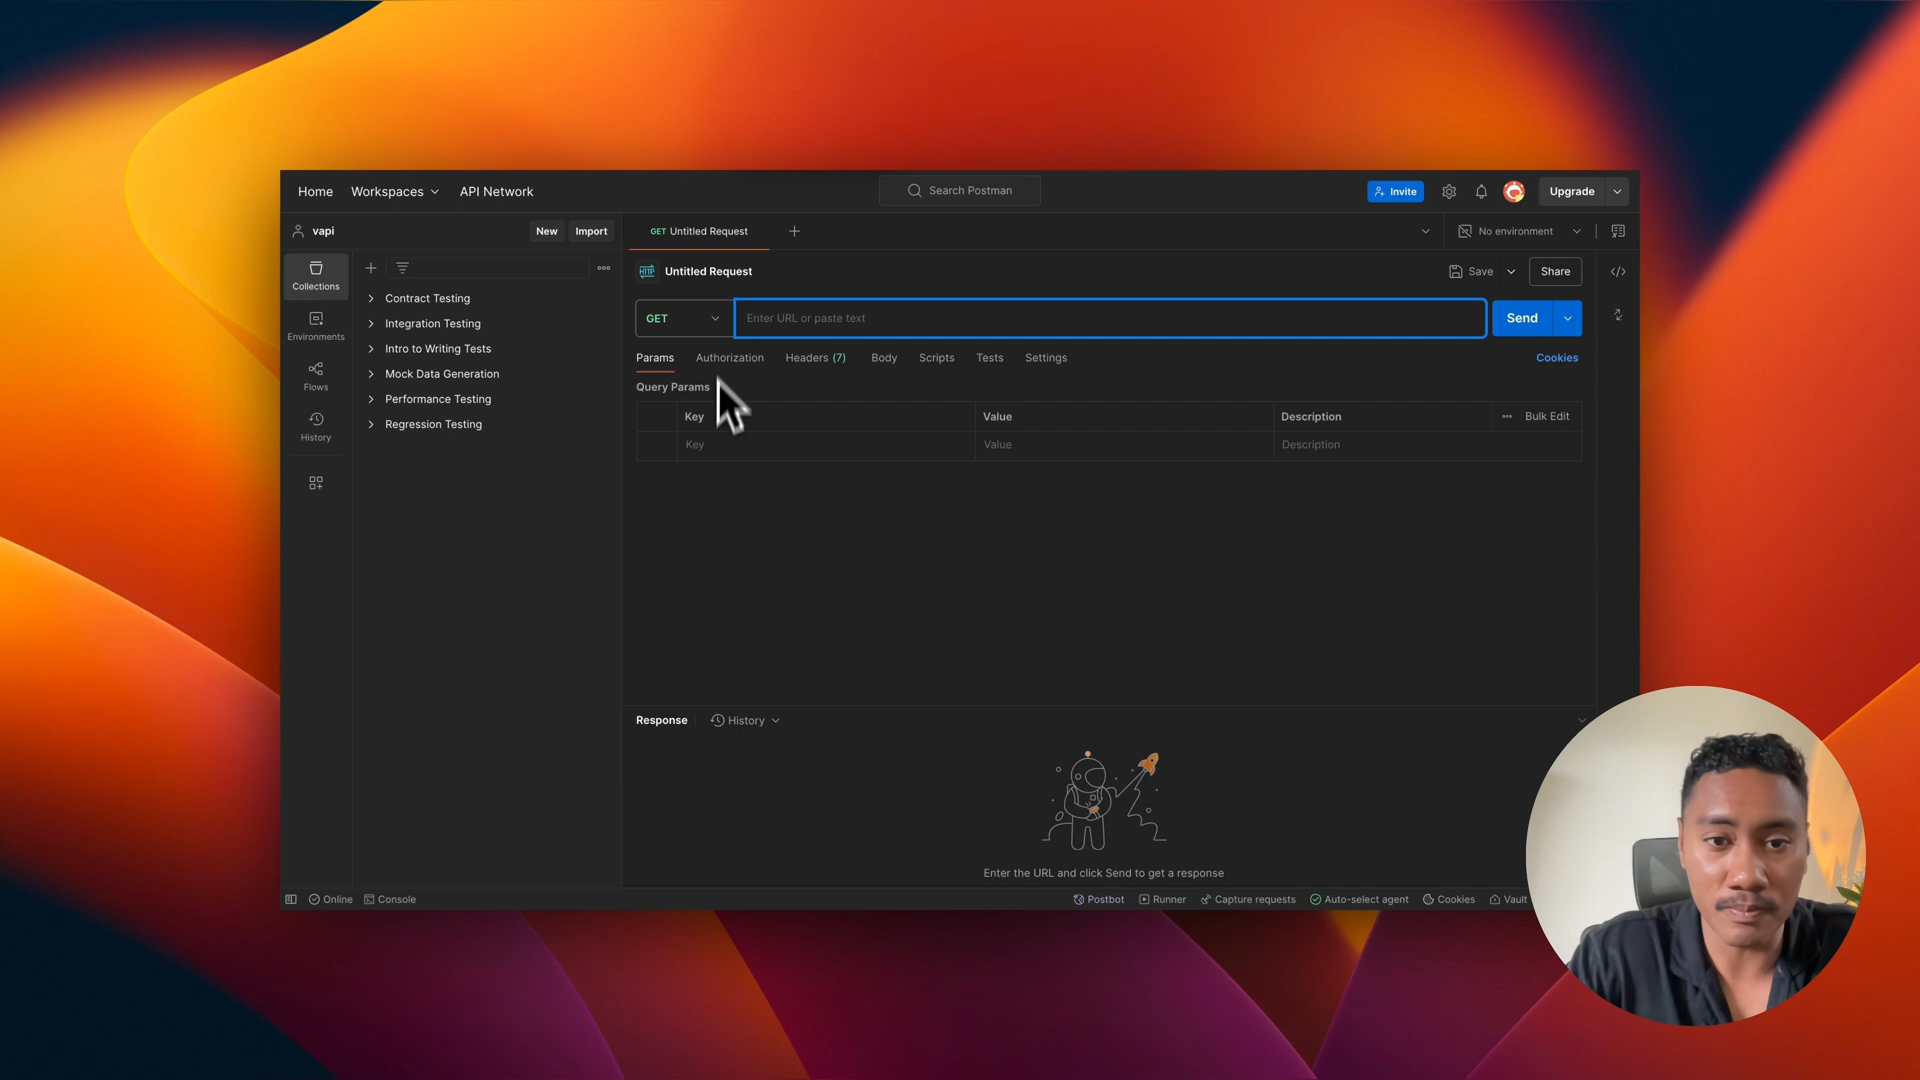 Home Workspaces API Network Search Postman Invite Upgrade
vapi New Import GET Untitled Request No environment
HTTP Untitled Request Save Share
Collections
Environments
Flows
History
Contract Testing
Integration Testing
Intro to Writing Tests
Mock Data Generation
Performance Testing
Regression Testing
GET Enter URL or paste text Send
Params Authorization Headers (7) Body Scripts Tests Settings Cookies
Query Params
Key Value Description Bulk Edit
Key Value Description
Response History
Enter the URL and click Send to get a response
Online Console Postbot Runner Capture requests Auto-select agent Cookies Vault